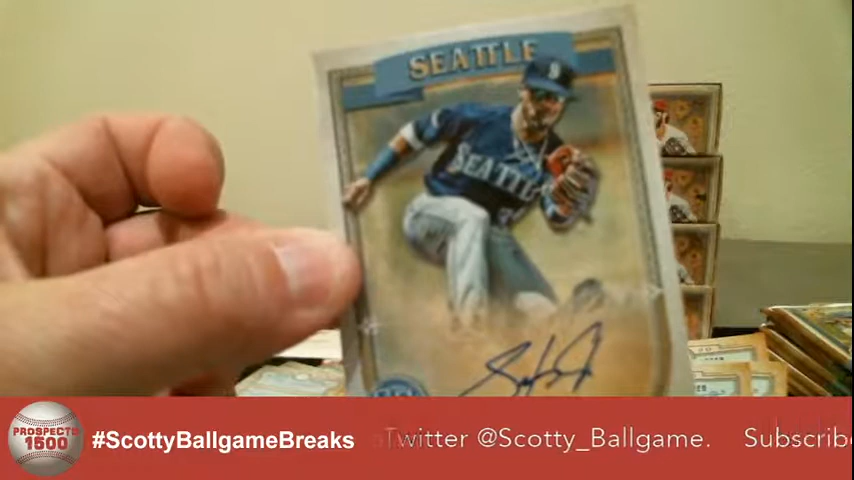 SEATTLE
SEATTLE
PROSPECTS
1500
#ScottyBallgameBreaks
Twitter @Scotty_Ballgame. Subscribe